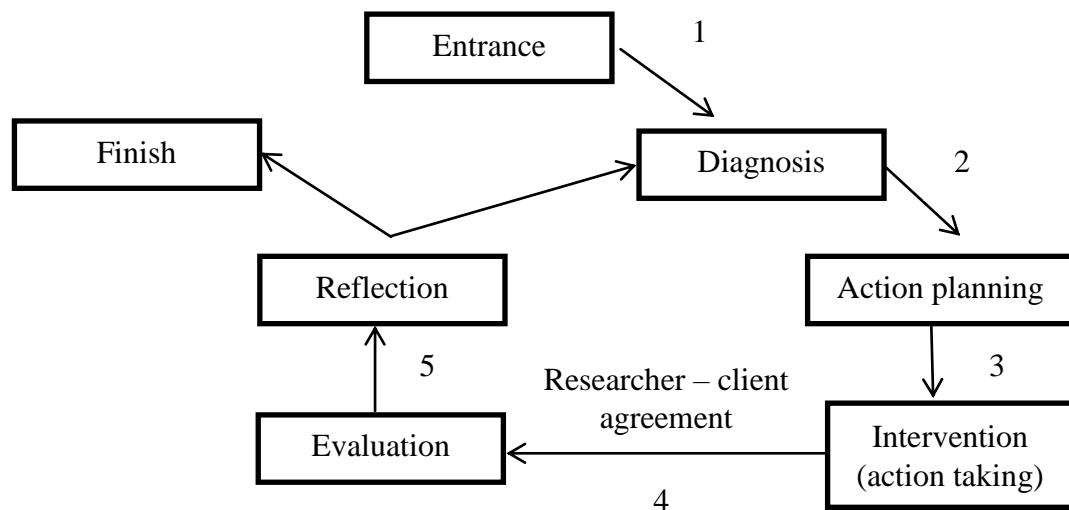 Entrance
1
Finish
Diagnosis
2
Reflection
Action planning
5
Researcher – client
agreement
3
Evaluation
Intervention
(action taking)
4